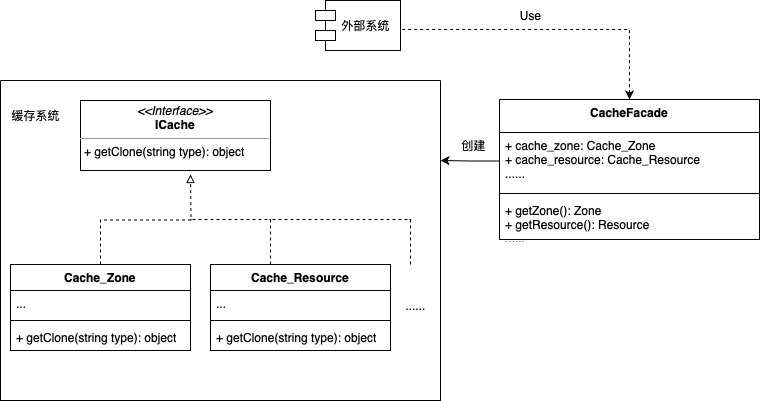 外部系统
Use
缓存系统
<<Interface>>
ICache
+ getClone(string type): object
创建
CacheFacade
+ cache_zone: Cache_Zone
+ cache_resource: Cache_Resource
......
+ getZone(): Zone
+ getResource(): Resource
......
Cache_Zone
...
+ getClone(string type): object
Cache_Resource
...
+ getClone(string type): object
......